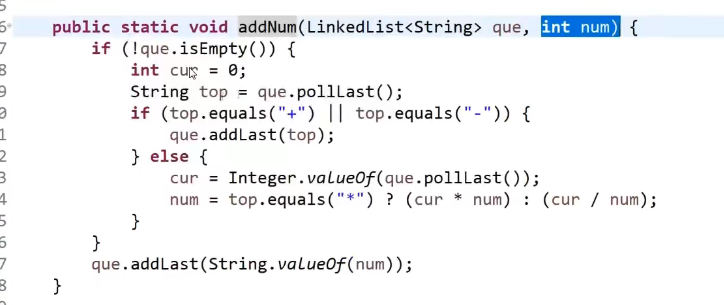 5
6 public static void addNum(LinkedList<String> que, int num) {
7 if (!que.isEmpty()) {
8 int cur = 0;
9 String top = que.pollLast();
0 if (top.equals("+") || top.equals("-")) {
1 que.addLast(top);
2 } else {
3 cur = Integer.valueOf(que.pollLast());
4 num = top.equals("*") ? (cur * num) : (cur / num);
5 }
6 }
7 que.addLast(String.valueOf(num));
8 }